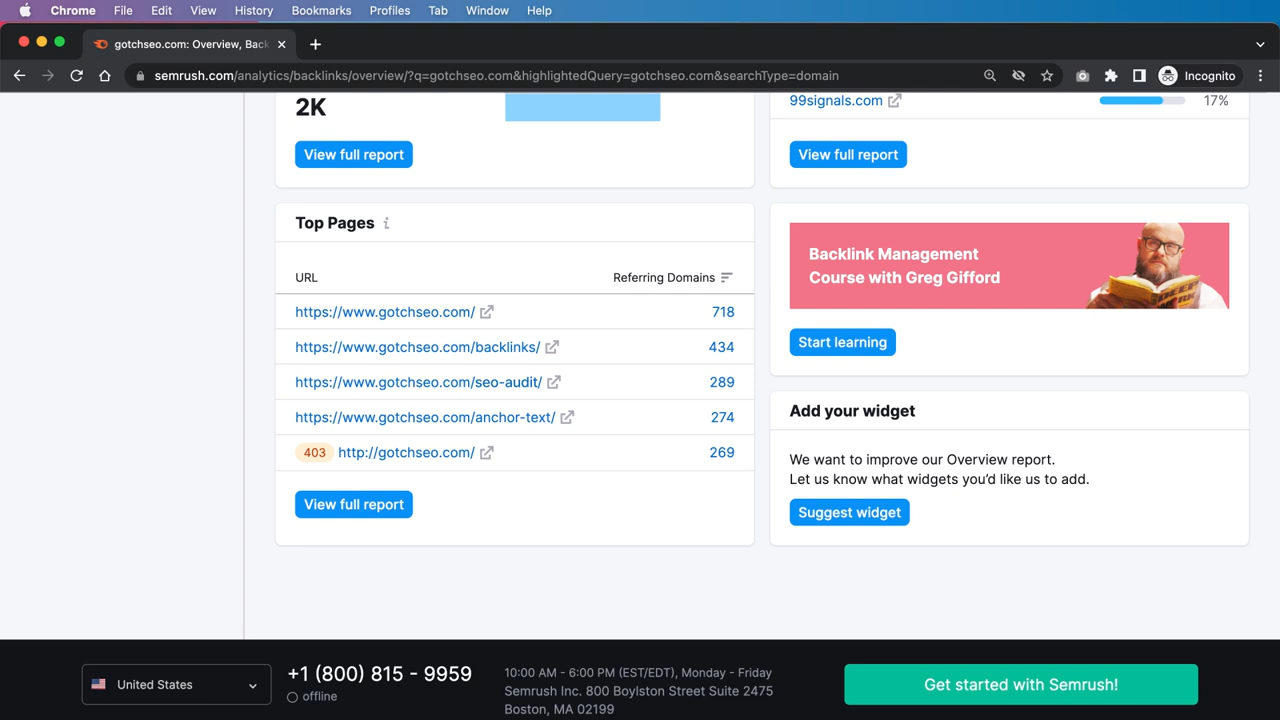 Chrome File Edit View History Bookmarks Profiles Tab Window Help
gotchseo.com: Overview, Back
semrush.com/analytics/backlinks/overview/?q=gotchseo.com&highlightedQuery=gotchseo.com&searchType=domain
Incognito
2K
View full report
99signals.com 17%
View full report
Top Pages
URL Referring Domains
https://www.gotchseo.com/ 718
https://www.gotchseo.com/backlinks/ 434
https://www.gotchseo.com/seo-audit/ 289
https://www.gotchseo.com/anchor-text/ 274
403 http://gotchseo.com/ 269
View full report
Backlink Management
Course with Greg Gifford
Start learning
Add your widget
We want to improve our Overview report.
Let us know what widgets you'd like us to add.
Suggest widget
United States
+1 (800) 815 - 9959
offline
10:00 AM - 6:00 PM (EST/EDT), Monday - Friday
Semrush Inc. 800 Boylston Street Suite 2475
Boston, MA 02199
Get started with Semrush!